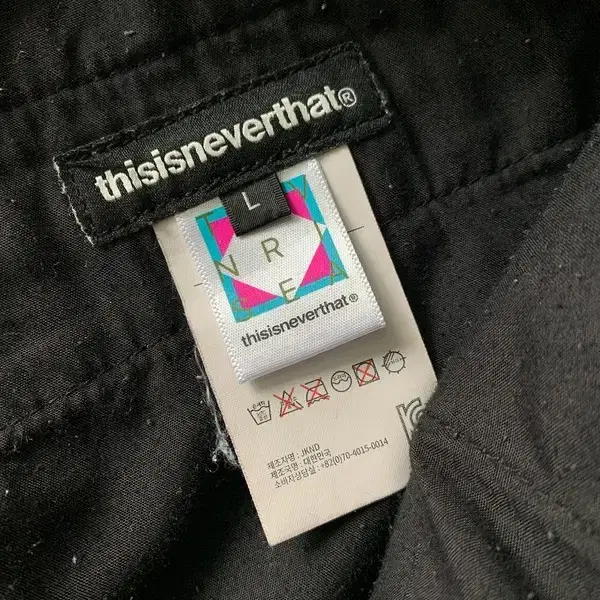 thisisneverthat®
L
T I V
N R I
S E A
thisisneverthat®
제조자명 : JKND
제조국명 : 대한민국
소비자상담실 : +82(0)70-4015-0014